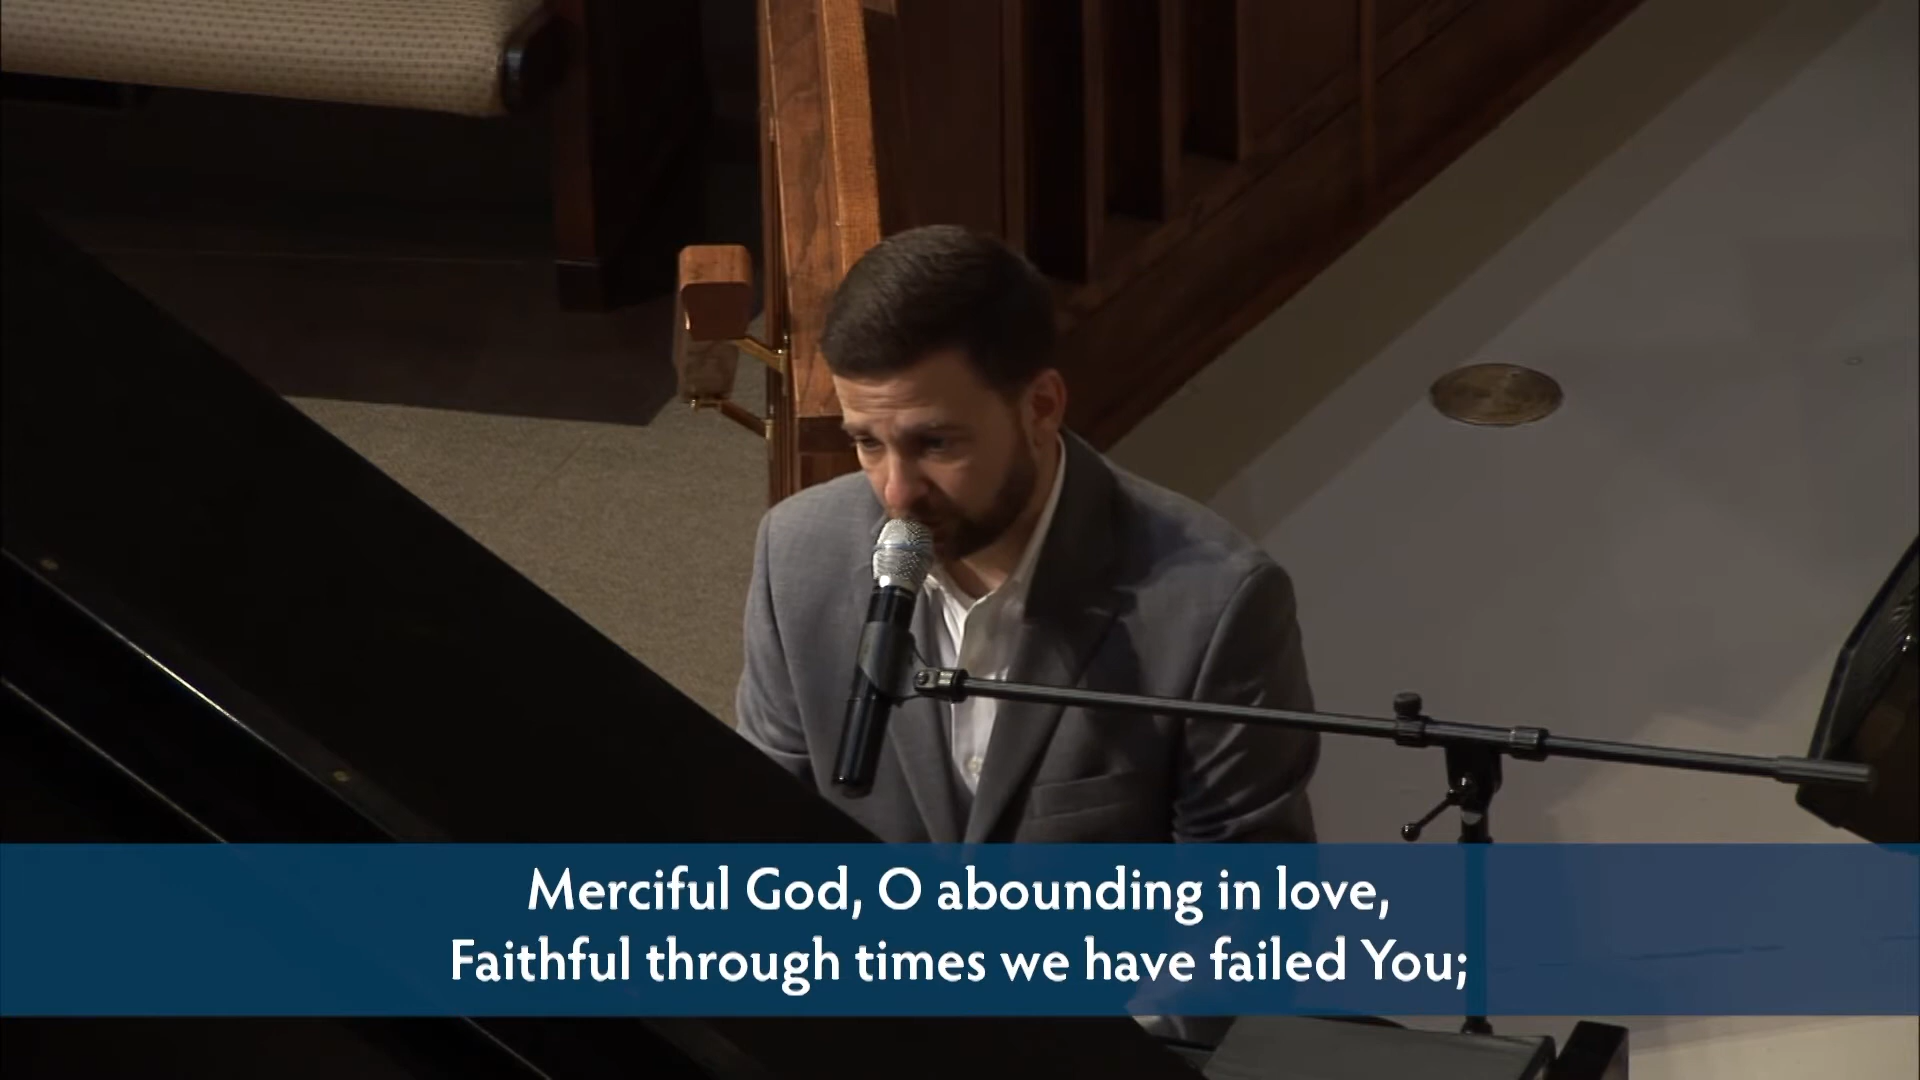 Merciful God, O abounding in love,
Faithful through times we have failed You;